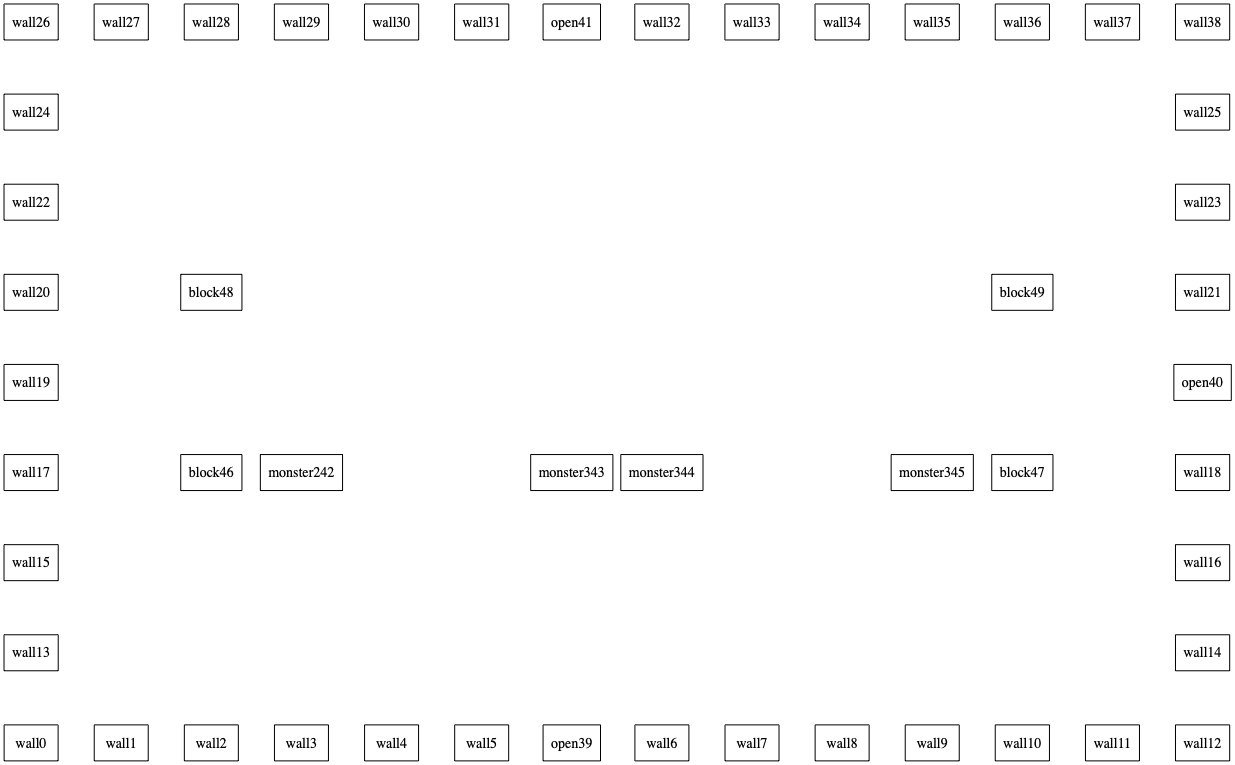 wall26 wall27 wall28 wall29 wall30 wall31 open41 wall32 wall33 wall34 wall35 wall36 wall37 wall38
wall24 wall25
wall22 wall23
wall20 block48 block49 wall21
wall19 open40
wall17 block46 monster242 monster343 monster344 monster345 block47 wall18
wall15 wall16
wall13 wall14
wall0 wall1 wall2 wall3 wall4 wall5 open39 wall6 wall7 wall8 wall9 wall10 wall11 wall12